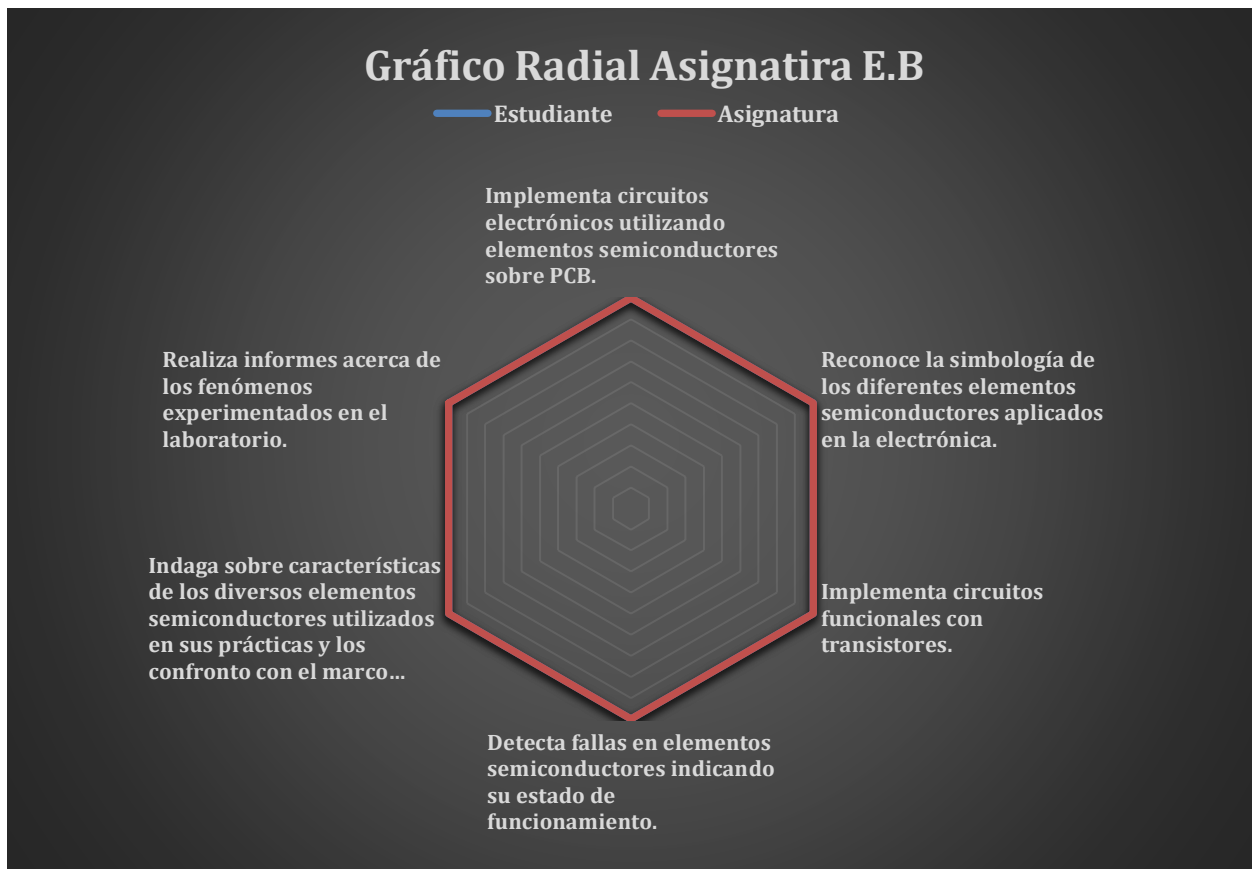 Gráfico Radial Asignatira E.B
Estudiante
Asignatura
Implementa circuitos
electrónicos utilizando
elementos semiconductores
sobre PCB.
Reconoce la simbología de
los diferentes elementos
semiconductores aplicados
en la electrónica.
Implementa circuitos
funcionales con
transistores.
Detecta fallas en elementos
semiconductores indicando
su estado de
funcionamiento.
Indaga sobre características
de los diversos elementos
semiconductores utilizados
en sus prácticas y los
confronto con el marco…
Realiza informes acerca de
los fenómenos
experimentados en el
laboratorio.